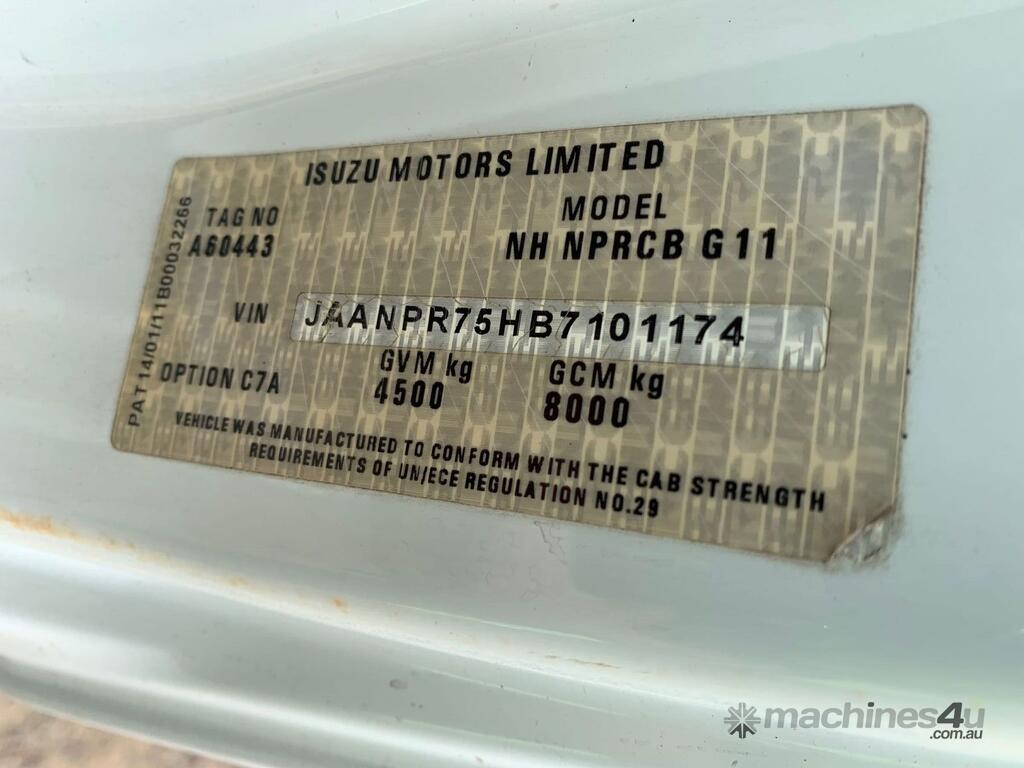 ISUZU MOTORS LIMITED
TAG NO
A60443
MODEL
NH NPRCB G11
VIN JAANPR75HB7101174
GVM kg
4500
GCM kg
8000
OPTION C7A
VEHICLE WAS MANUFACTURED TO CONFORM WITH THE CAB STRENGTH
REQUIREMENTS OF UN/ECE REGULATION NO.29
PAT 14/01/11B00032266
machines4u
.com.au